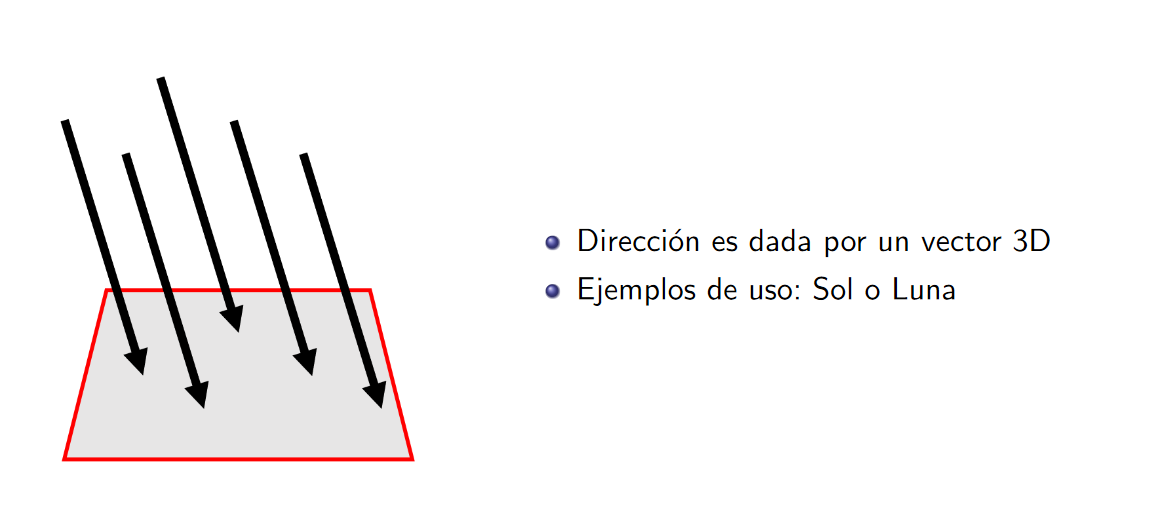 Dirección es dada por un vector 3D
Ejemplos de uso: Sol o Luna